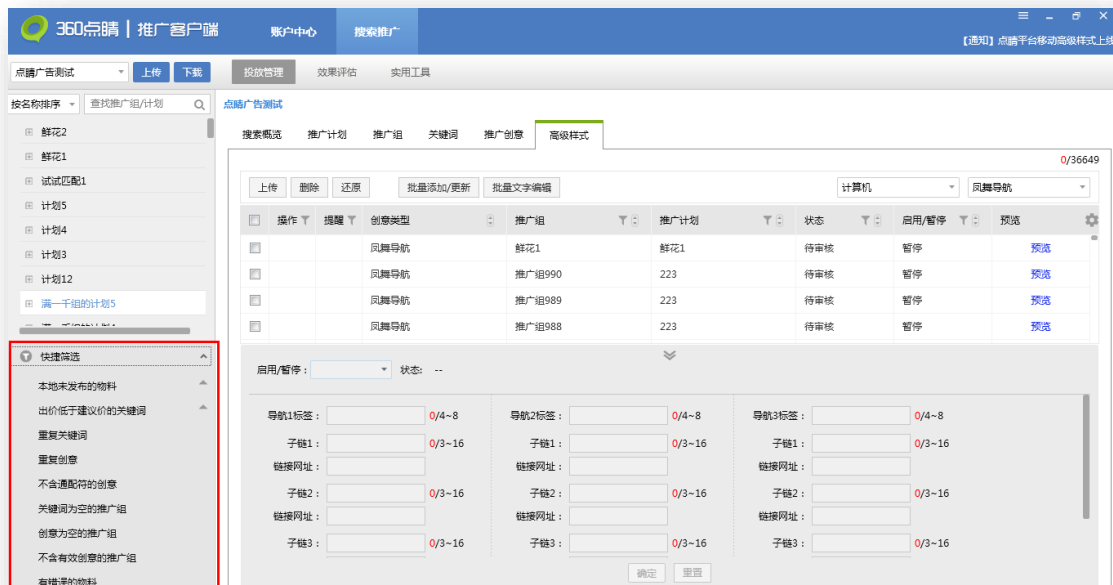 360点睛 | 推广客户端 账户中心 搜索推广
【通知】点睛平台移动高级样式上线
点睛广告测试 上传 下载 投放管理 效果评估 实用工具
按名称排序 查找推广组/计划
点睛广告测试
鲜花2
鲜花1
试试匹配1
计划5
计划4
计划3
计划12
满一千组的计划5
搜索概览 推广计划 推广组 关键词 推广创意 高级样式
0/36649
上传 删除 还原 批量添加/更新 批量文字编辑 计算机 凤舞导航
操作 提醒 创意类型 推广组 推广计划 状态 启用/暂停 预览
凤舞导航 鲜花1 鲜花1 待审核 暂停 预览
凤舞导航 推广组990 223 待审核 暂停 预览
凤舞导航 推广组989 223 待审核 暂停 预览
凤舞导航 推广组988 223 待审核 暂停 预览
快捷筛选
本地未发布的物料
出价低于建议价的关键词
重复关键词
重复创意
不含通配符的创意
关键词为空的推广组
创意为空的推广组
不含有效创意的推广组
有错误的物料
启用/暂停： 状态: --
导航1标签： 0/4~8 导航2标签： 0/4~8 导航3标签： 0/4~8
子链1： 0/3~16 子链1： 0/3~16 子链1： 0/3~16
链接网址： 链接网址： 链接网址：
子链2： 0/3~16 子链2： 0/3~16 子链2： 0/3~16
链接网址： 链接网址： 链接网址：
子链3： 0/3~16 子链3： 0/3~16 子链3： 0/3~16
确定 重置